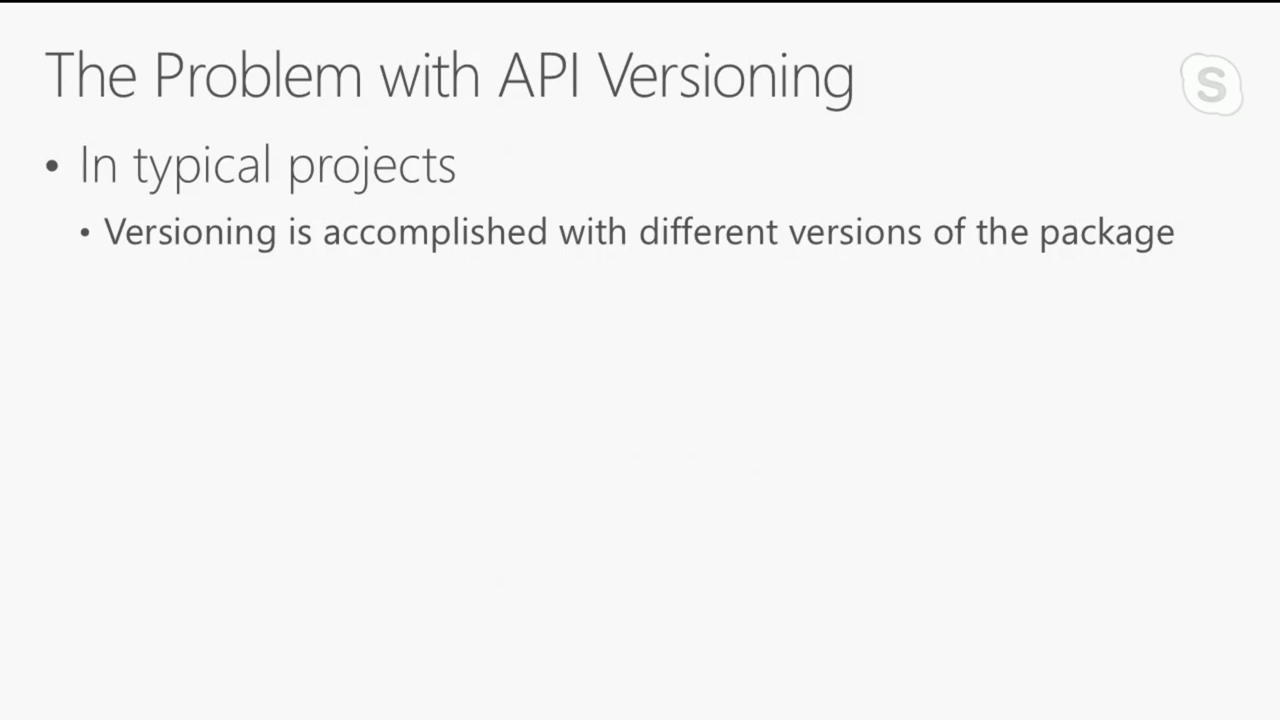 The Problem with API Versioning
S
• In typical projects
• Versioning is accomplished with different versions of the package